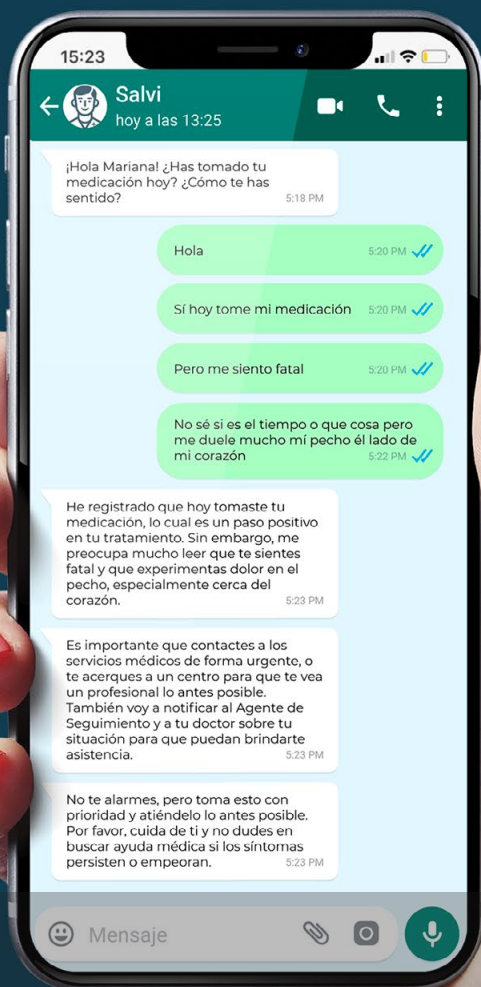 15:23
Salvi
hoy a las 13:25
¡Hola Mariana! ¿Has tomado tu
medicación hoy? ¿Cómo te has
sentido?
5:18 PM
Hola
5:20 PM
Sí hoy tome mi medicación
5:20 PM
Pero me siento fatal
5:20 PM
No sé si es el tiempo o que cosa pero
me duele mucho mí pecho él lado de
mi corazón
5:22 PM
He registrado que hoy tomaste tu
medicación, lo cual es un paso positivo
en tu tratamiento. Sin embargo, me
preocupa mucho leer que te sientes
fatal y que experimentas dolor en el
pecho, especialmente cerca del
corazón.
5:23 PM
Es importante que contactes a los
servicios médicos de forma urgente, o
te acerques a un centro para que te vea
un profesional lo antes posible.
También voy a notificar al Agente de
Seguimiento y a tu doctor sobre tu
situación para que puedan brindarte
asistencia.
5:23 PM
No te alarmes, pero toma esto con
prioridad y atiéndelo lo antes posible.
Por favor, cuida de ti y no dudes en
buscar ayuda médica si los síntomas
persisten o empeoran.
5:23 PM
Mensaje